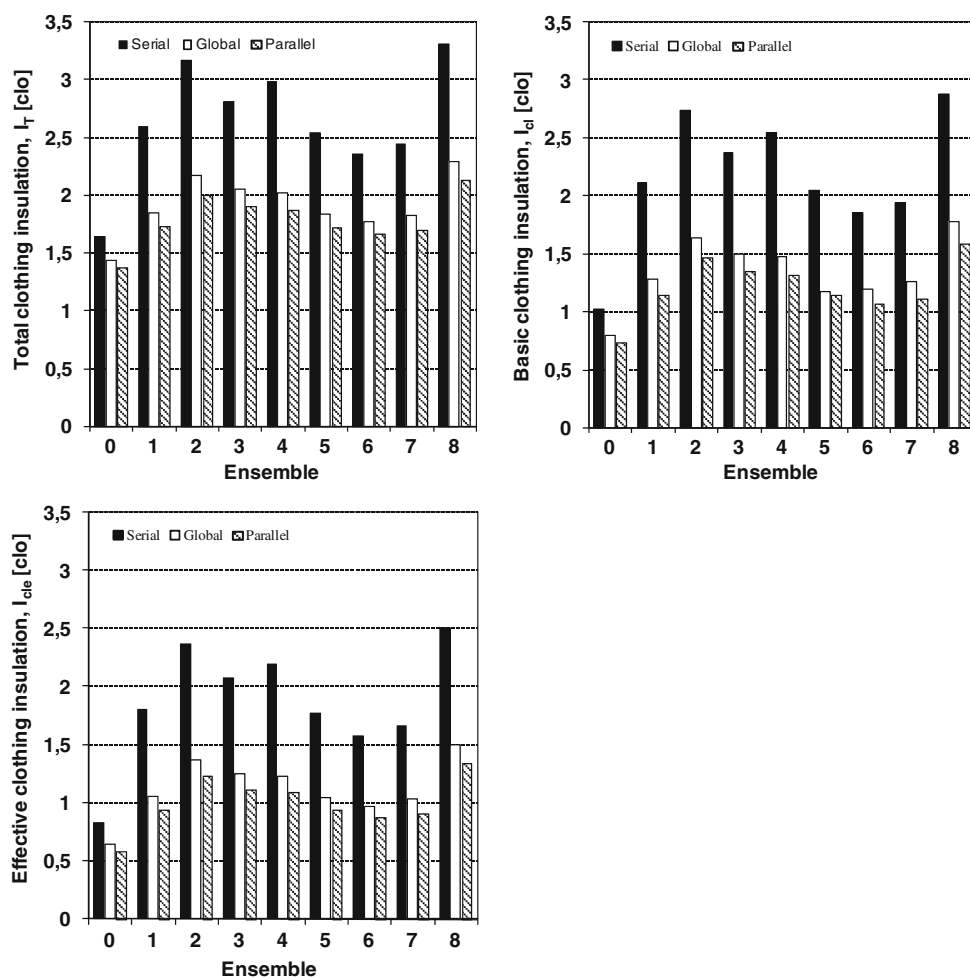 Total clothing insulation, I_T [clo]
3,5
3
2,5
2
1,5
1
0,5
0
Serial Global Parallel
0 1 2 3 4 5 6 7 8
Ensemble
Basic clothing insulation, I_cl [clo]
3,5
3
2,5
2
1,5
1
0,5
0
Serial Global Parallel
0 1 2 3 4 5 6 7 8
Ensemble
Effective clothing insulation, I_cle [clo]
3,5
3
2,5
2
1,5
1
0,5
0
Serial Global Parallel
0 1 2 3 4 5 6 7 8
Ensemble